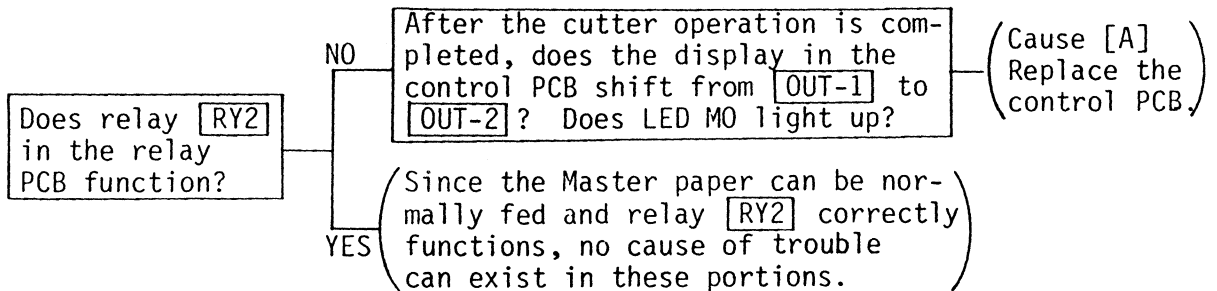 Does relay RY2
in the relay
PCB function?
NO
After the cutter operation is com-
pleted, does the display in the
control PCB shift from OUT-1 to
OUT-2 ? Does LED MO light up?
Cause [A]
Replace the
control PCB.
YES
Since the Master paper can be nor-
mally fed and relay RY2 correctly
functions, no cause of trouble
can exist in these portions.